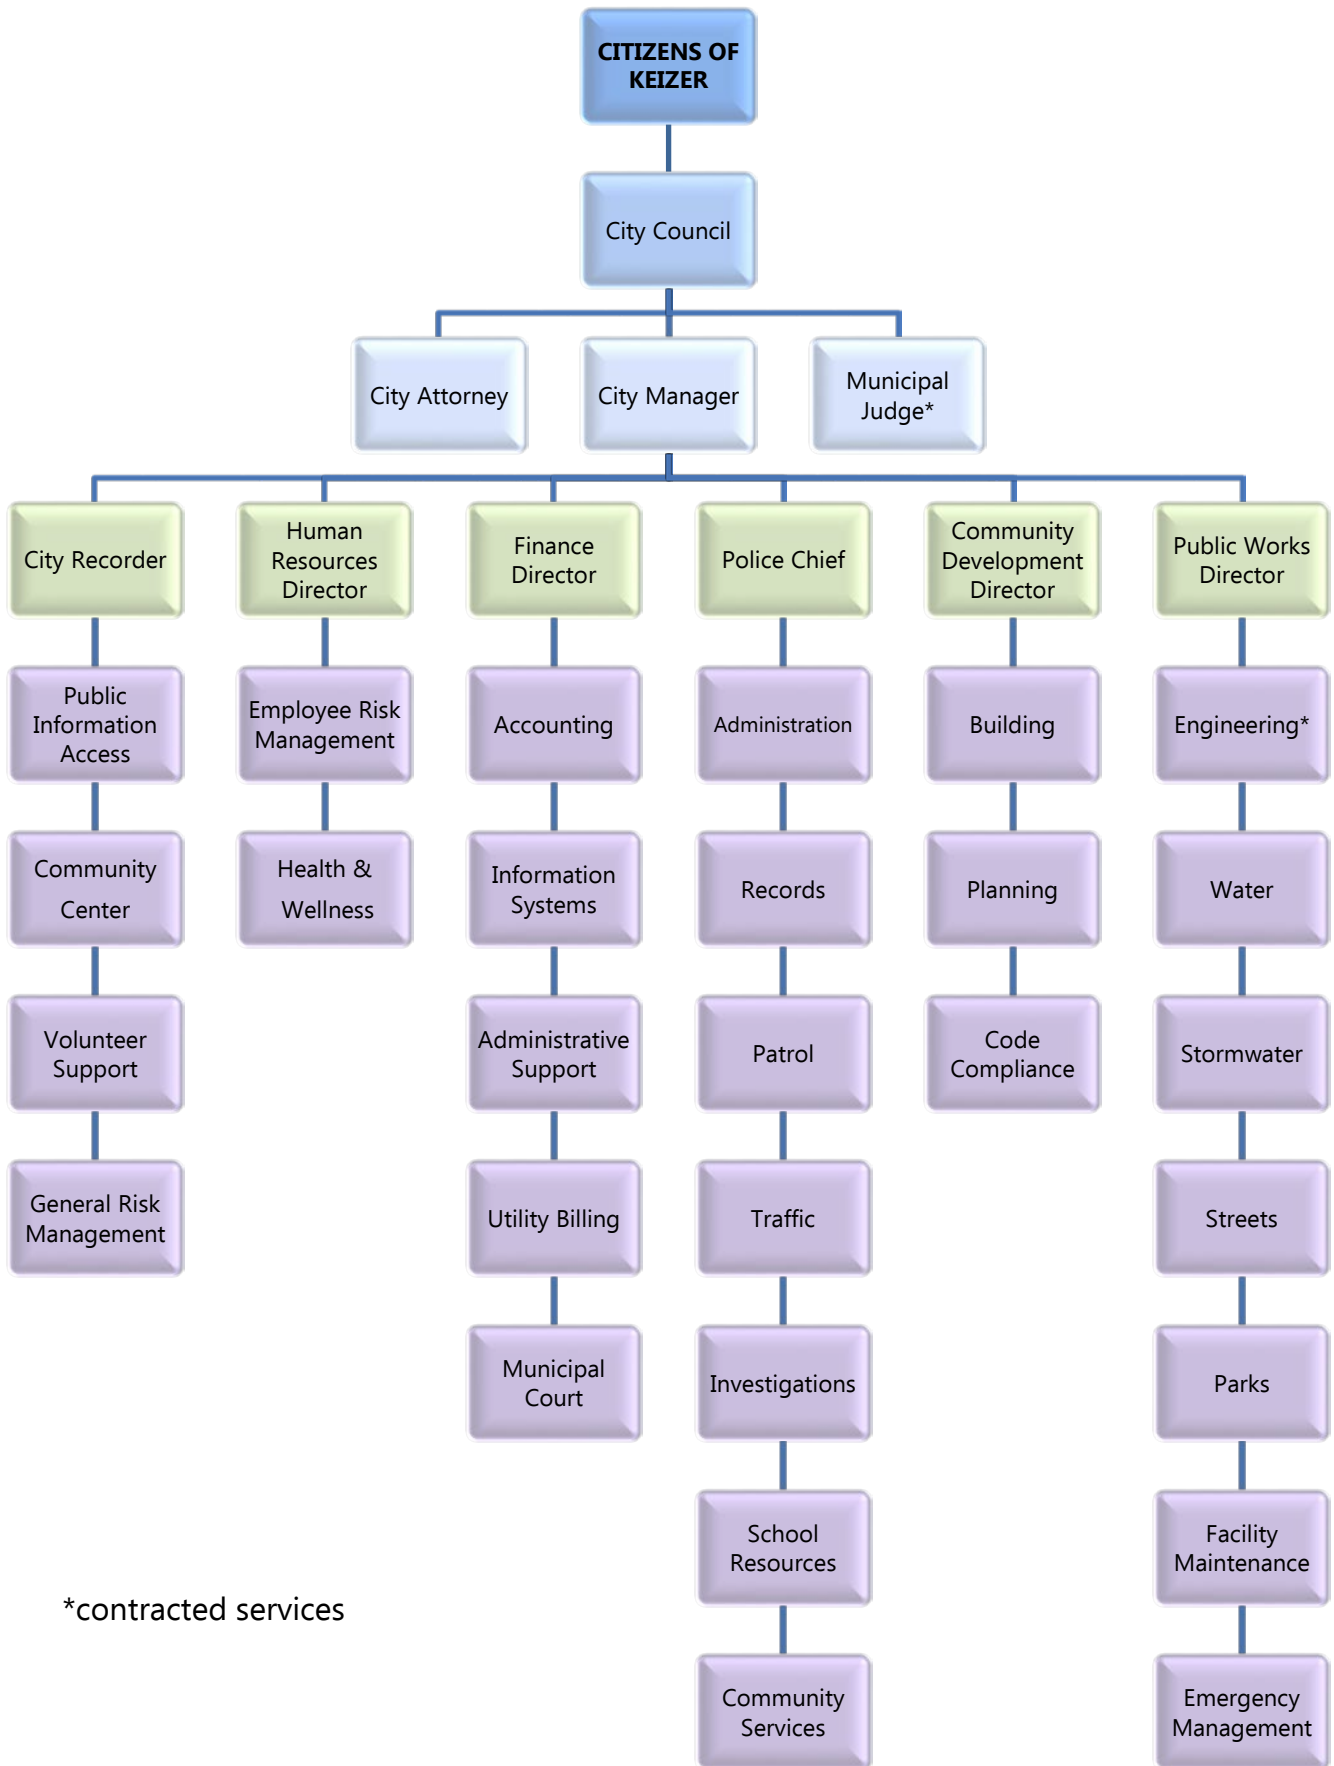 CITIZENS OF
KEIZER
City Council
City Attorney
City Manager
Municipal
Judge*
City Recorder
Human
Resources
Director
Finance
Director
Police Chief
Community
Development
Director
Public Works
Director
Public
Information
Access
Employee Risk
Management
Accounting
Administration
Building
Engineering*
Community
Center
Health &
Wellness
Information
Systems
Records
Planning
Water
Volunteer
Support
Administrative
Support
Patrol
Code
Compliance
Stormwater
General Risk
Management
Utility Billing
Traffic
Streets
Municipal
Court
Investigations
Parks
School
Resources
Facility
Maintenance
*contracted services
Community
Services
Emergency
Management